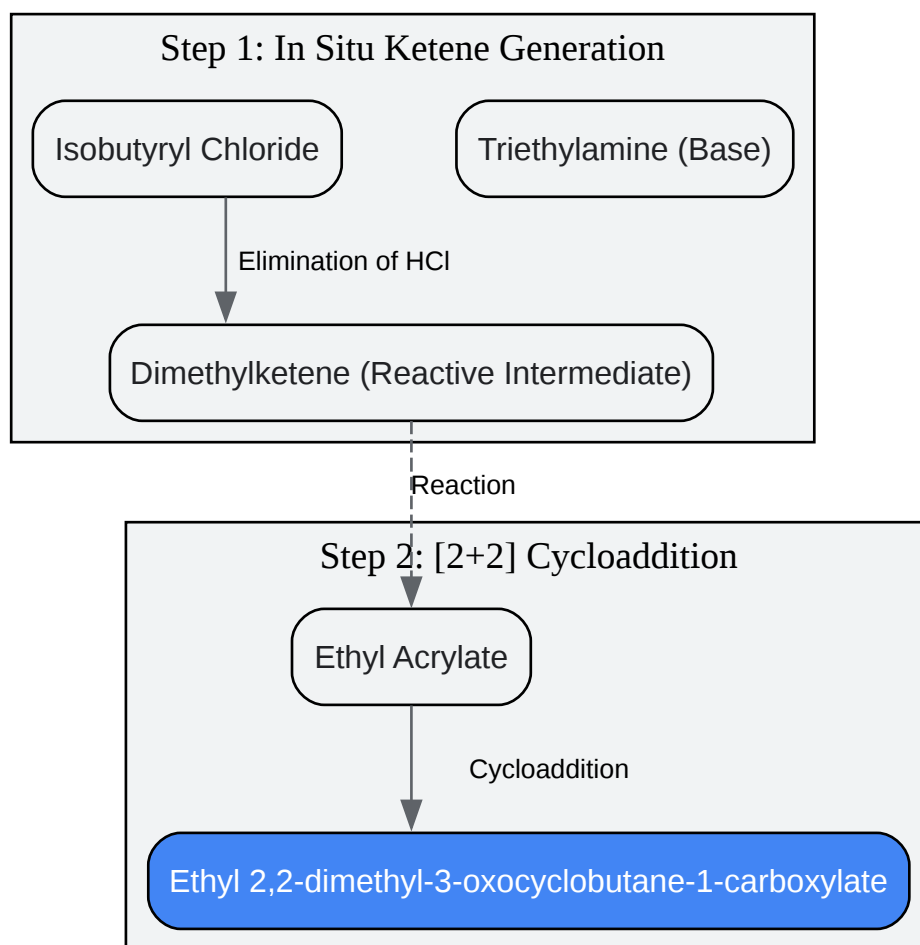 Step 1: In Situ Ketene Generation
Isobutyryl Chloride
Triethylamine (Base)
Elimination of HCl
Dimethylketene (Reactive Intermediate)
Reaction
Step 2: [2+2] Cycloaddition
Ethyl Acrylate
Cycloaddition
Ethyl 2,2-dimethyl-3-oxocyclobutane-1-carboxylate